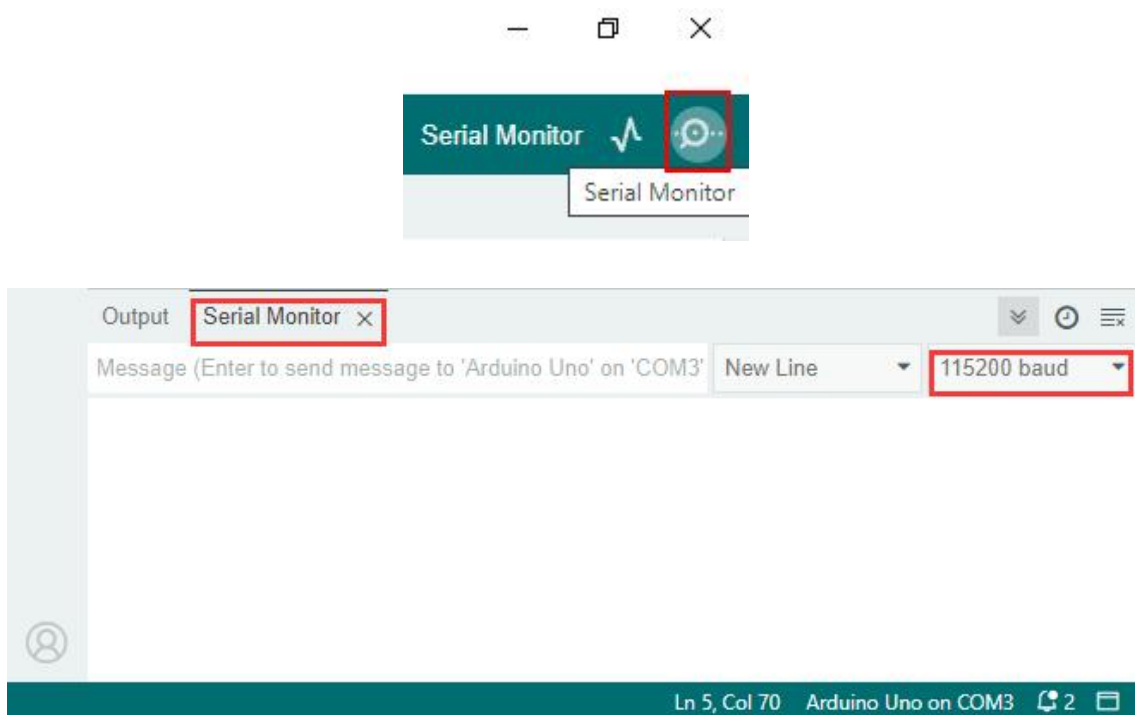 Serial Monitor
Serial Monitor
Output Serial Monitor
Message (Enter to send message to 'Arduino Uno' on 'COM3' New Line 115200 baud
Ln 5, Col 70 Arduino Uno on COM3 2